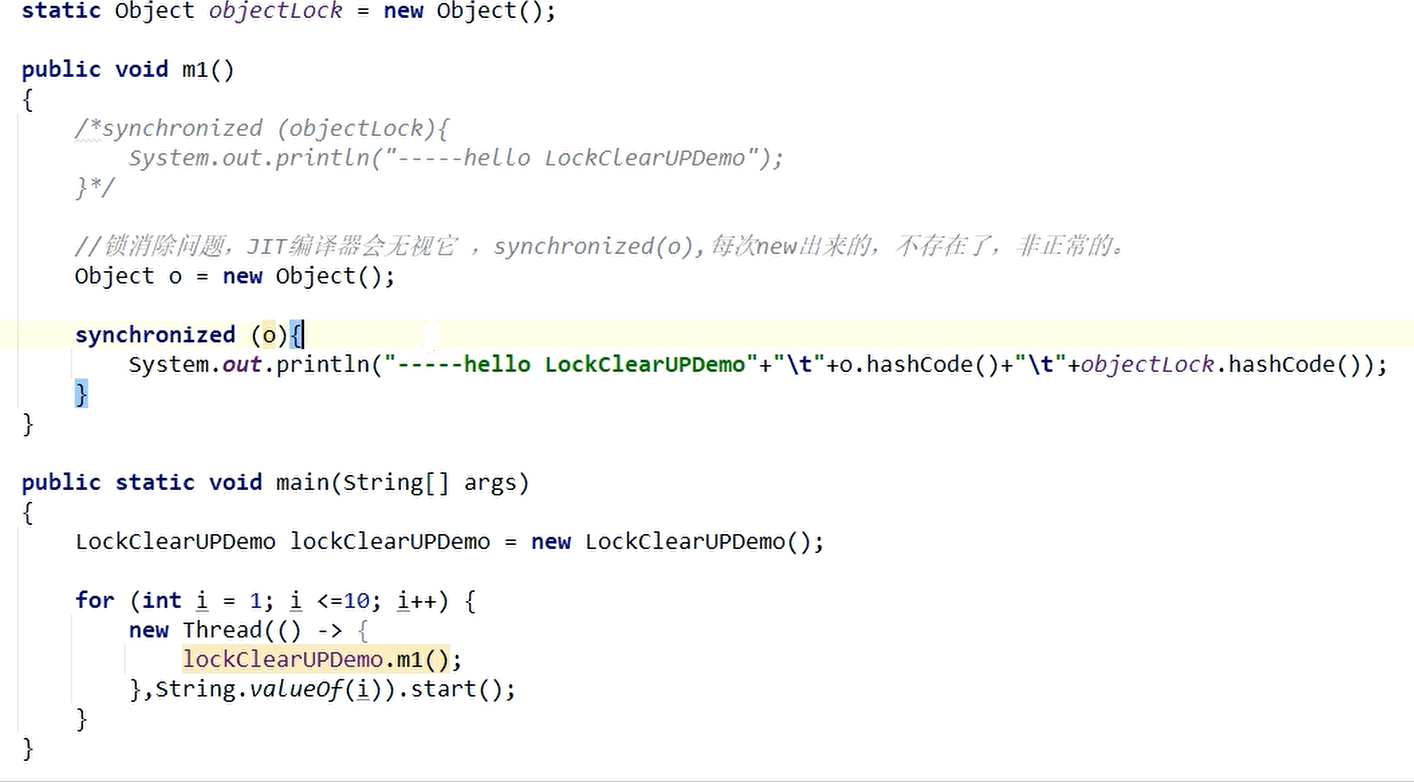 static Object objectLock = new Object();
public void m1()
{
/*synchronized (objectLock){
System.out.println("-----hello LockClearUPDemo");
}*/
//锁消除问题，JIT编译器会无视它 ，synchronized(o),每次new出来的，不存在了，非正常的。
Object o = new Object();
synchronized (o){
System.out.println("-----hello LockClearUPDemo"+"\t"+o.hashCode()+"\t"+objectLock.hashCode());
}
}
public static void main(String[] args)
{
LockClearUPDemo lockClearUPDemo = new LockClearUPDemo();
for (int i = 1; i <=10; i++) {
new Thread(() -> {
lockClearUPDemo.m1();
},String.valueOf(i)).start();
}
}